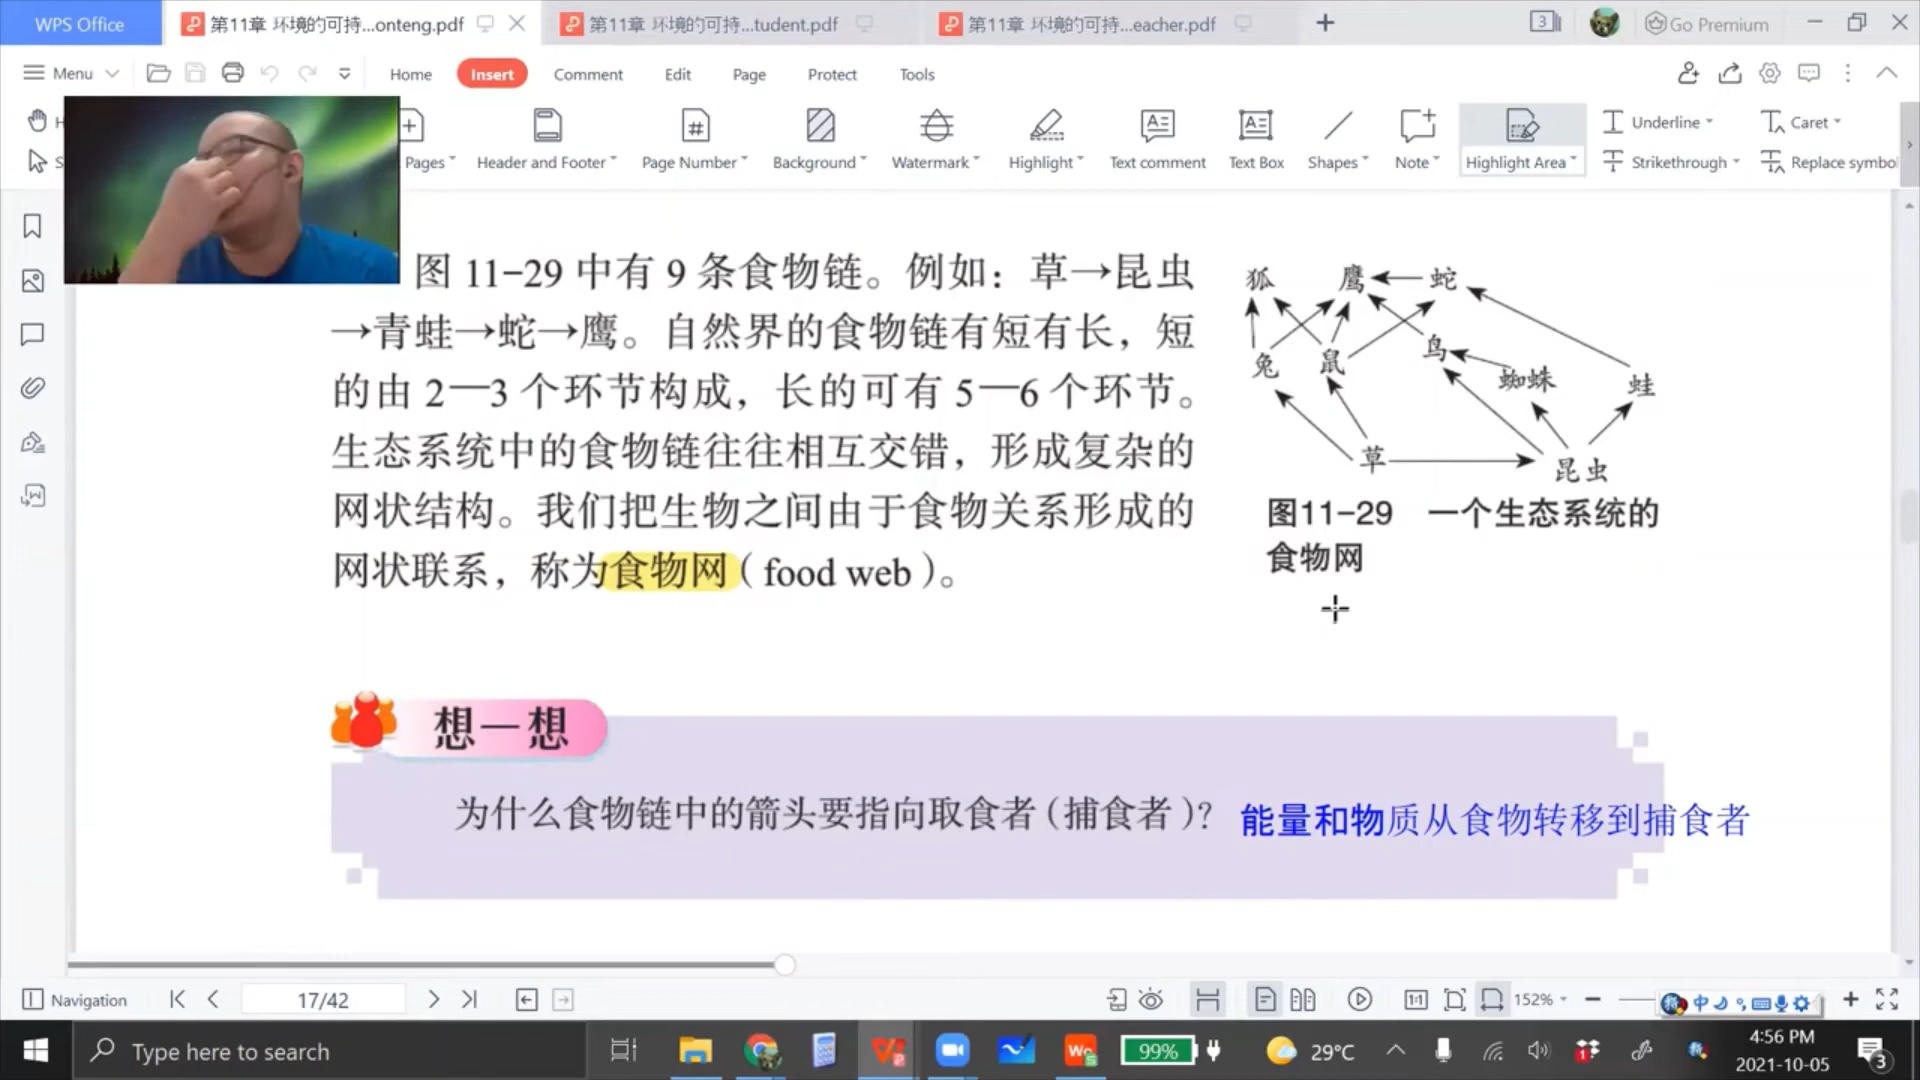 WPS Office
第11章 环境的可持...onteng.pdf
第11章 环境的可持...tudent.pdf
第11章 环境的可持...eacher.pdf
3
Go Premium
Menu
Home
Insert
Comment
Edit
Page
Protect
Tools
Pages
Header and Footer
Page Number
Background
Watermark
Highlight
Text comment
Text Box
Shapes
Note
Highlight Area
Underline
Strikethrough
Caret
Replace symbol
图 11-29 中有 9 条食物链。例如：草→昆虫
→青蛙→蛇→鹰。自然界的食物链有短有长，短
的由 2—3 个环节构成，长的可有 5—6 个环节。
生态系统中的食物链往往相互交错，形成复杂的
网状结构。我们把生物之间由于食物关系形成的
网状联系，称为食物网（food web）。
狐 鹰 蛇
兔 鼠 鸟 蜘蛛 蛙
草 昆虫
图11-29 一个生态系统的
食物网
想一想
为什么食物链中的箭头要指向取食者（捕食者）？ 能量和物质从食物转移到捕食者
Navigation
17/42
152%
中
Type here to search
99%
29°C
4:56 PM
2021-10-05
3